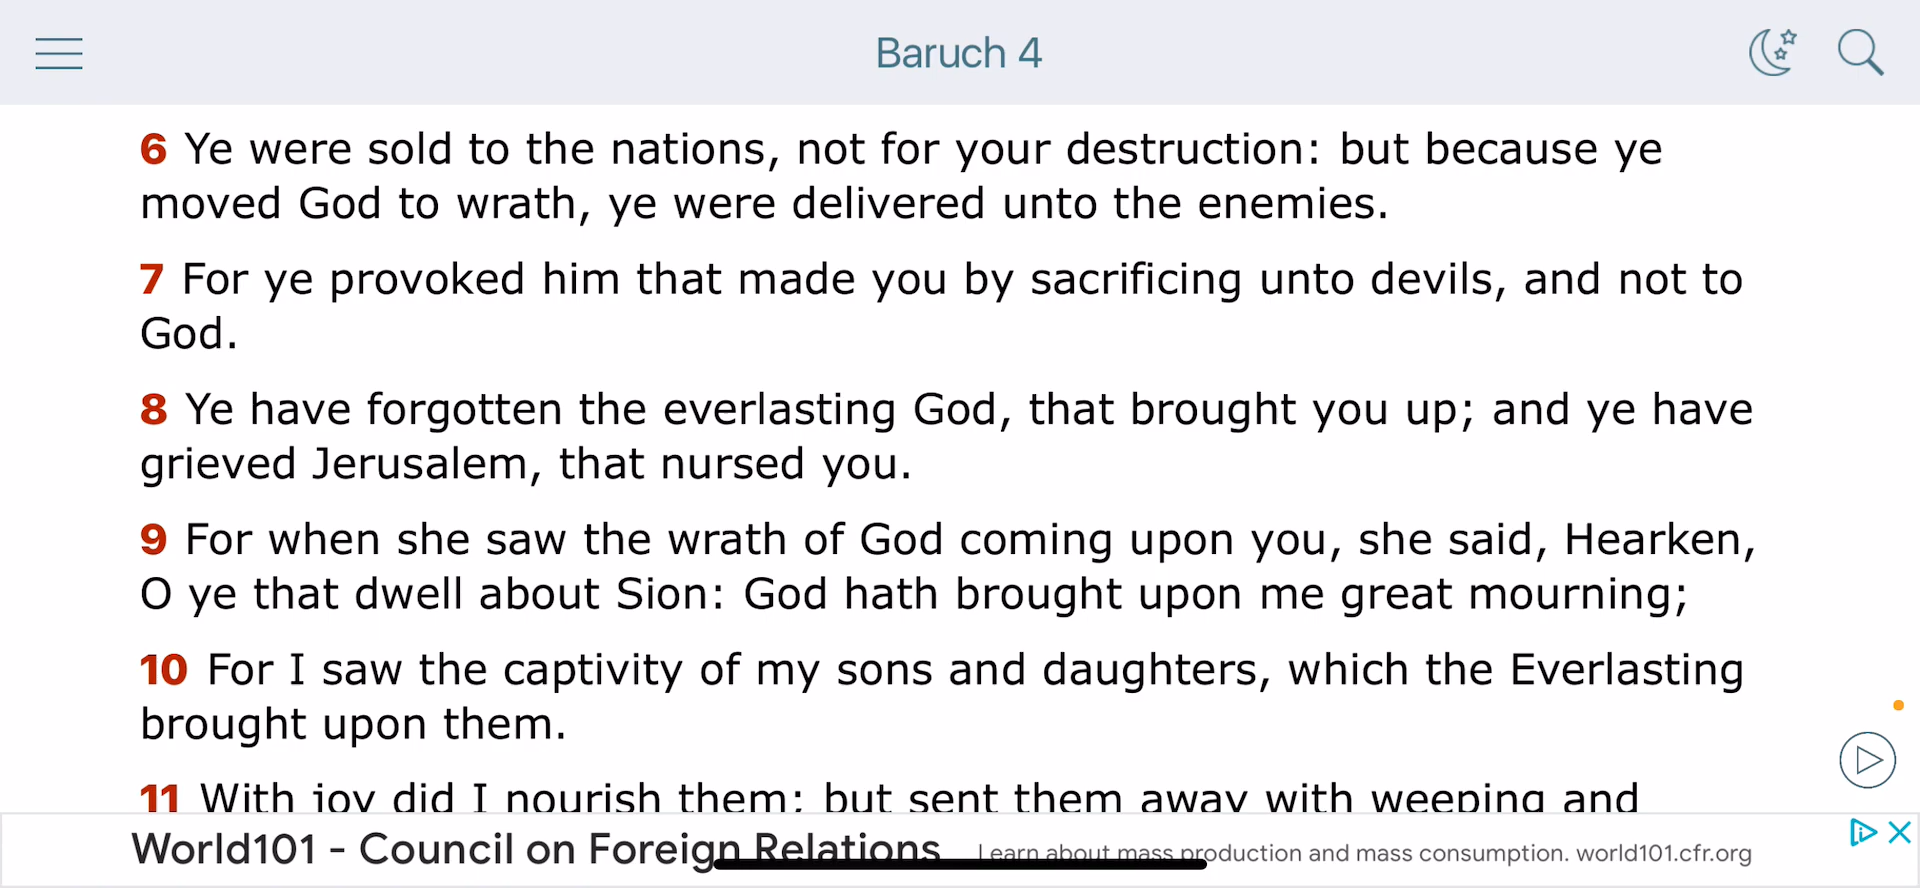 Baruch 4
6 Ye were sold to the nations, not for your destruction: but because ye
moved God to wrath, ye were delivered unto the enemies.
7 For ye provoked him that made you by sacrificing unto devils, and not to
God.
8 Ye have forgotten the everlasting God, that brought you up; and ye have
grieved Jerusalem, that nursed you.
9 For when she saw the wrath of God coming upon you, she said, Hearken,
O ye that dwell about Sion: God hath brought upon me great mourning;
10 For I saw the captivity of my sons and daughters, which the Everlasting
brought upon them.
11 With joy did I nourish them; but sent them away with weeping and
World101 - Council on Foreign Relations
Learn about mass production and mass consumption. world101.cfr.org